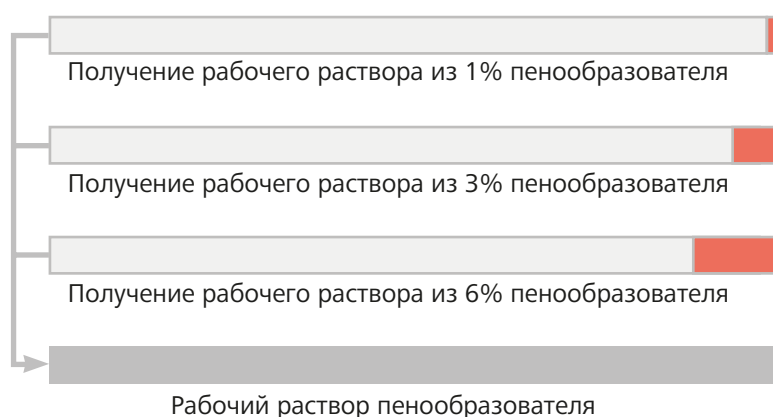 Получение рабочего раствора из 1% пенообразователя
Получение рабочего раствора из 3% пенообразователя
Получение рабочего раствора из 6% пенообразователя
Рабочий раствор пенообразователя